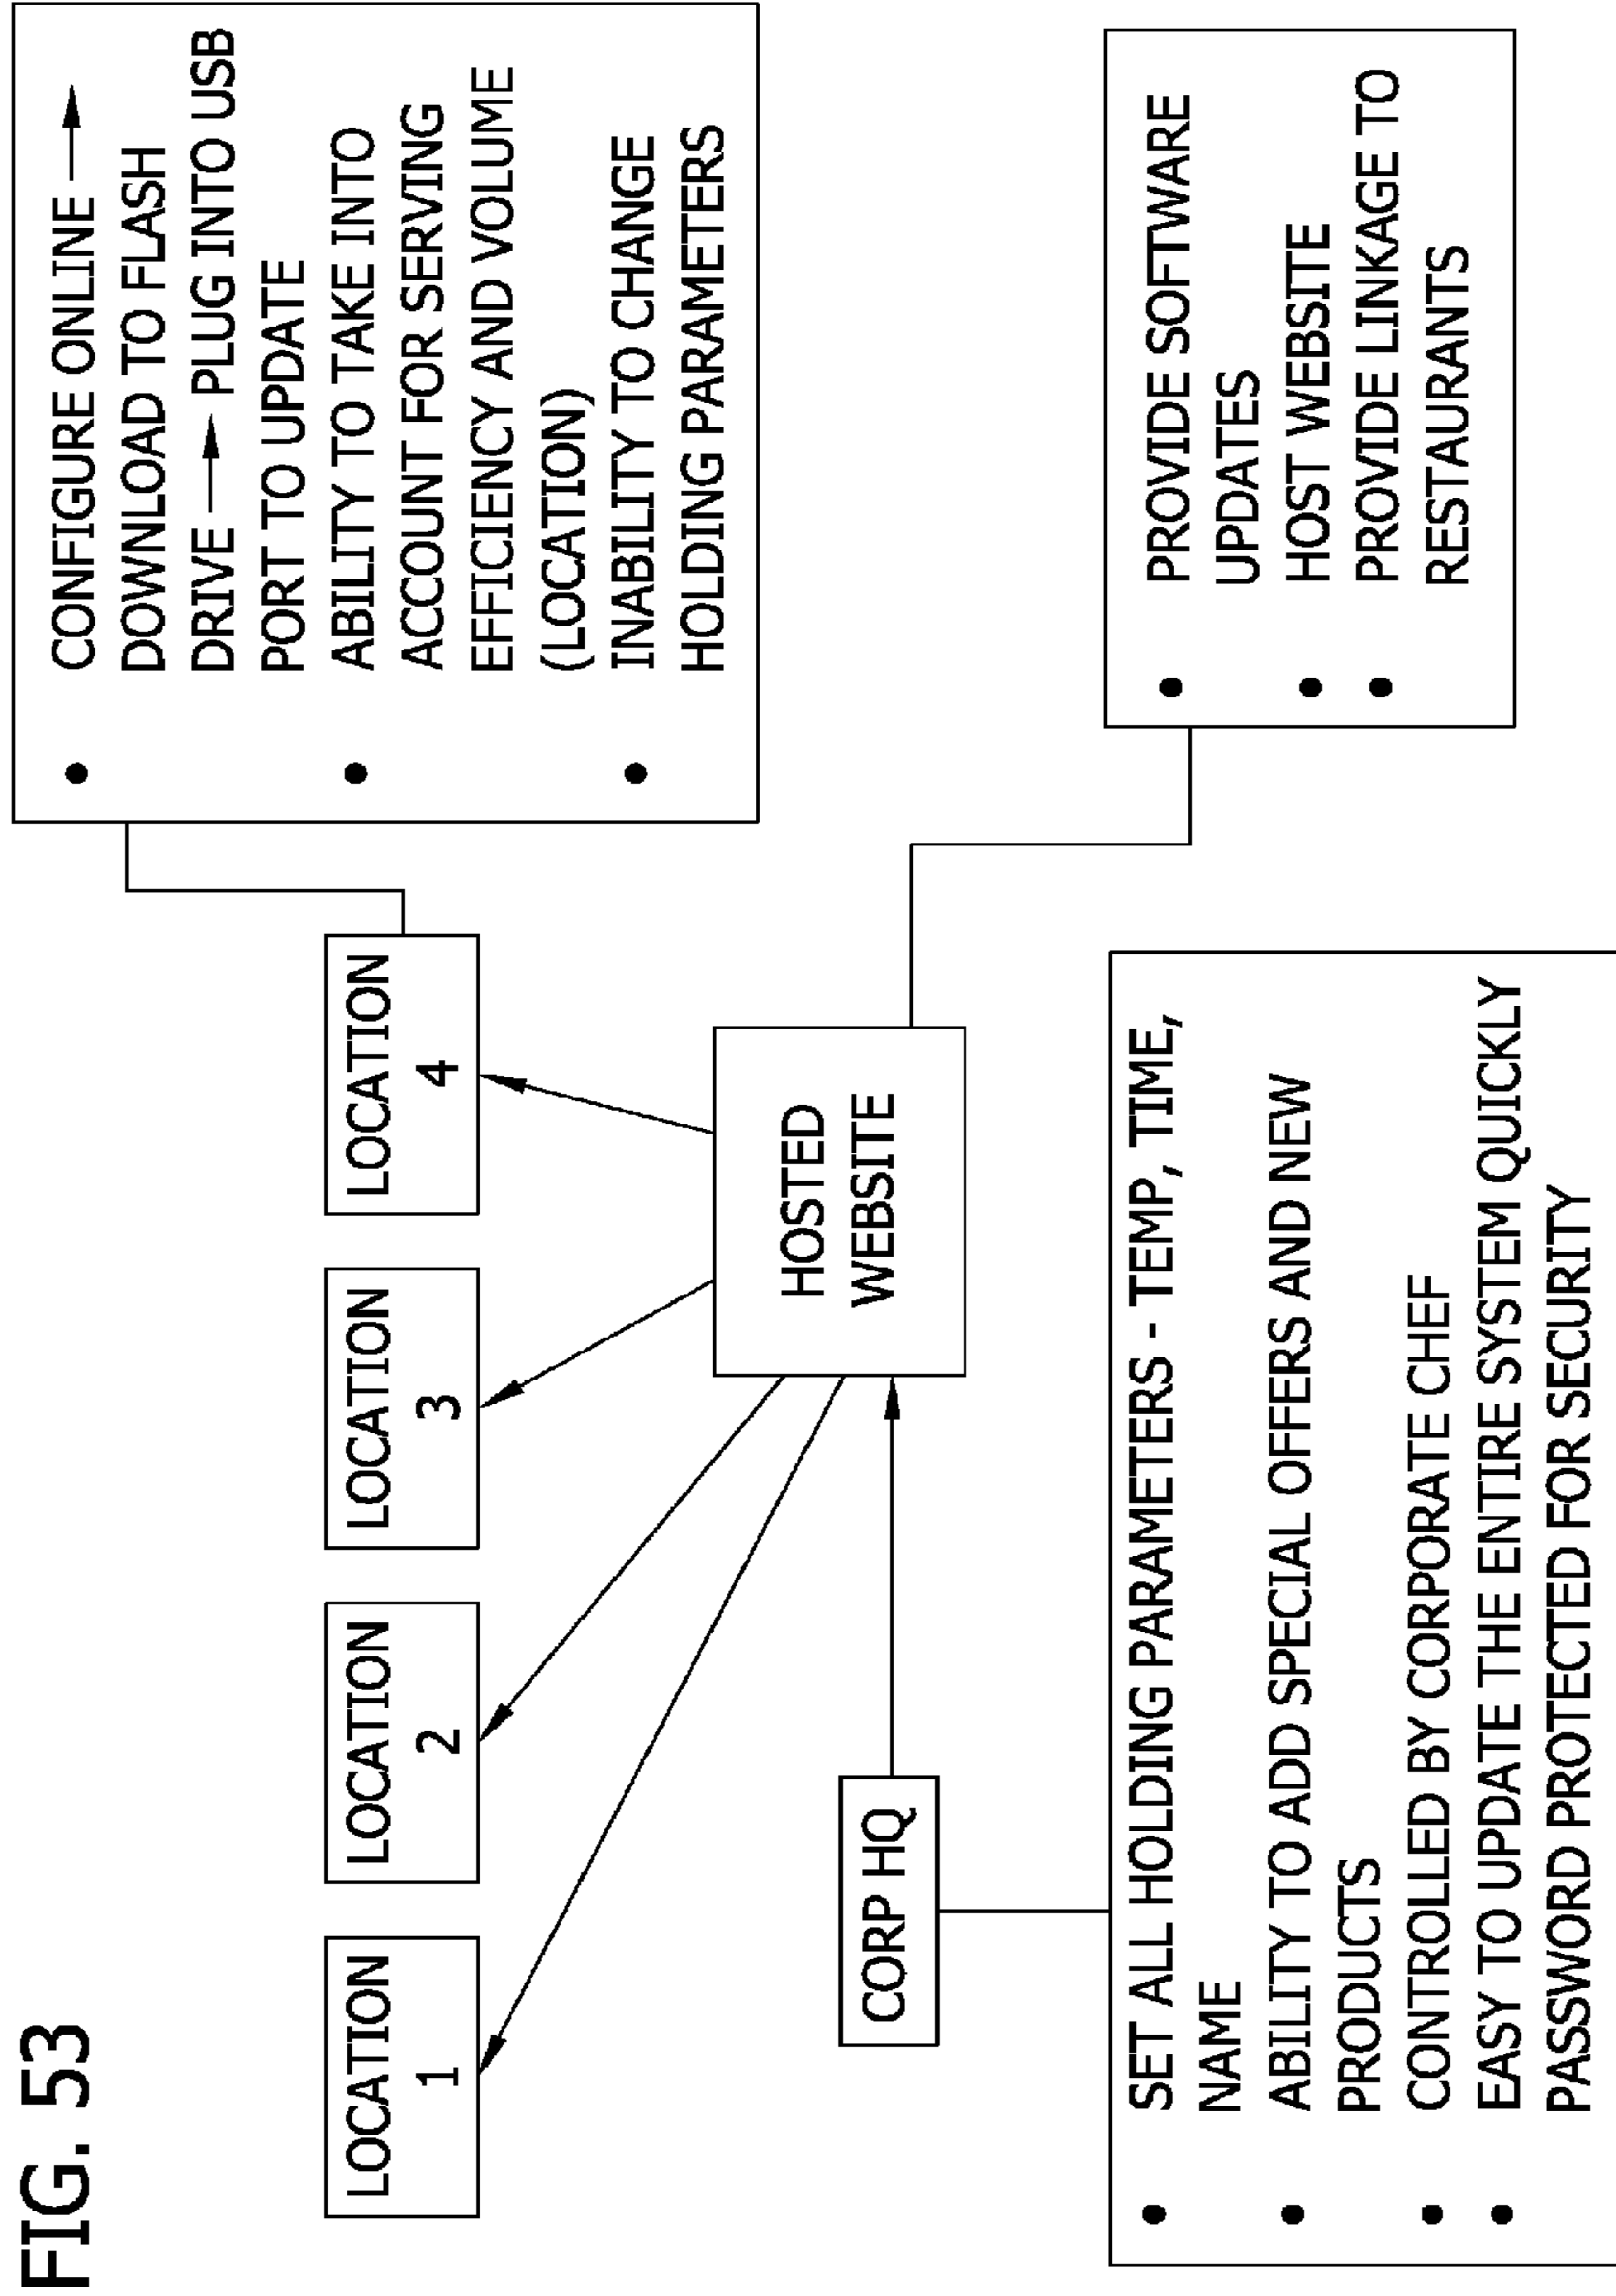 FIG. 53
LOCATION
1
LOCATION
2
LOCATION
3
LOCATION
4
• CONFIGURE ONLINE →
DOWNLOAD TO FLASH
DRIVE → PLUG INTO USB
PORT TO UPDATE
• ABILITY TO TAKE INTO
ACCOUNT FOR SERVING
EFFICIENCY AND VOLUME
(LOCATION)
• INABILITY TO CHANGE
HOLDING PARAMETERS
CORP HQ
HOSTED
WEBSITE
• SET ALL HOLDING PARAMETERS - TEMP, TIME,
NAME
• ABILITY TO ADD SPECIAL OFFERS AND NEW
PRODUCTS
• CONTROLLED BY CORPORATE CHEF
• EASY TO UPDATE THE ENTIRE SYSTEM QUICKLY
PASSWORD PROTECTED FOR SECURITY
• PROVIDE SOFTWARE
UPDATES
• HOST WEBSITE
• PROVIDE LINKAGE TO
RESTAURANTS